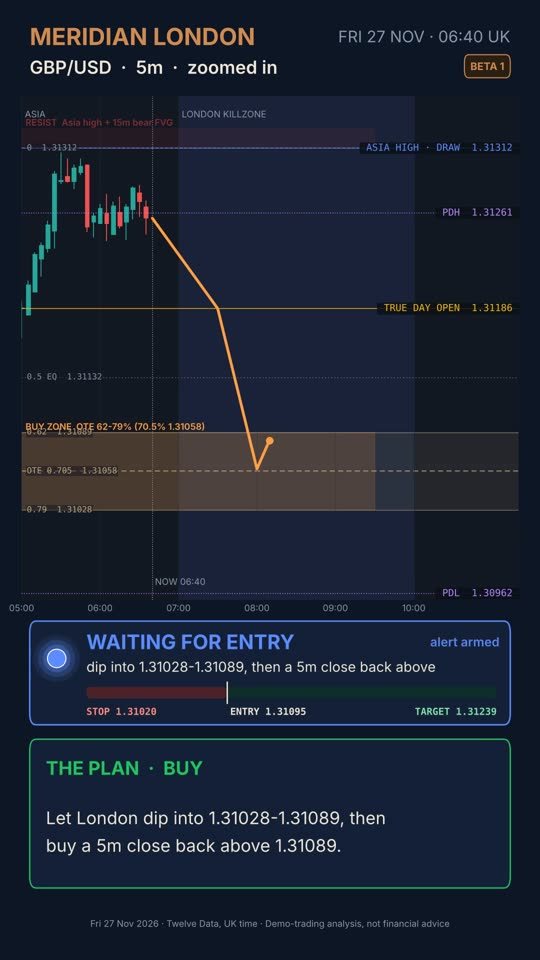 MERIDIAN LONDON
FRI 27 NOV · 06:40 UK
GBP/USD · 5m · zoomed in
BETA 1
ASIA
LONDON KILLZONE
RESIST Asia high + 15m bear FVG
0 1.31312
ASIA HIGH · DRAW 1.31312
PDH 1.31261
TRUE DAY OPEN 1.31186
0.5 EQ 1.31132
BUY ZONE OTE 62-79% (70.5% 1.31058)
0.62 1.31089
OTE 0.705 1.31058
0.79 1.31028
NOW 06:40
PDL 1.30962
05:00 06:00 07:00 08:00 09:00 10:00
WAITING FOR ENTRY
alert armed
dip into 1.31028-1.31089, then a 5m close back above
STOP 1.31020 ENTRY 1.31095 TARGET 1.31239
THE PLAN · BUY
Let London dip into 1.31028-1.31089, then
buy a 5m close back above 1.31089.
Fri 27 Nov 2026 · Twelve Data, UK time · Demo-trading analysis, not financial advice